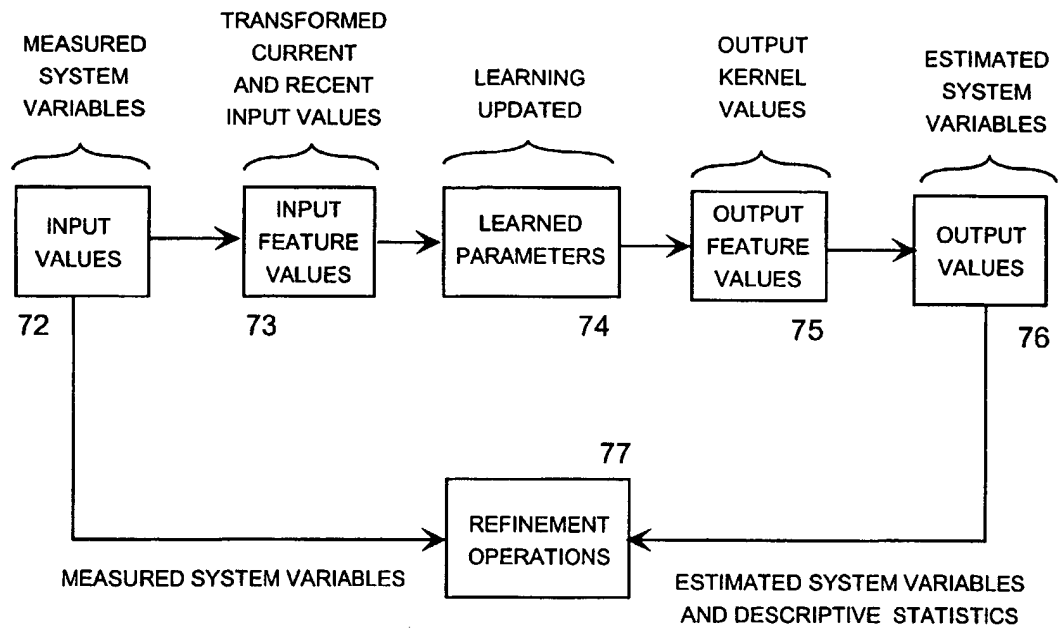 MEASURED
SYSTEM
VARIABLES
TRANSFORMED
CURRENT
AND RECENT
INPUT VALUES
LEARNING
UPDATED
OUTPUT
KERNEL
VALUES
ESTIMATED
SYSTEM
VARIABLES
INPUT
VALUES
INPUT
FEATURE
VALUES
LEARNED
PARAMETERS
OUTPUT
FEATURE
VALUES
OUTPUT
VALUES
72
73
74
75
76
77
REFINEMENT
OPERATIONS
MEASURED SYSTEM VARIABLES
ESTIMATED SYSTEM VARIABLES
AND DESCRIPTIVE STATISTICS